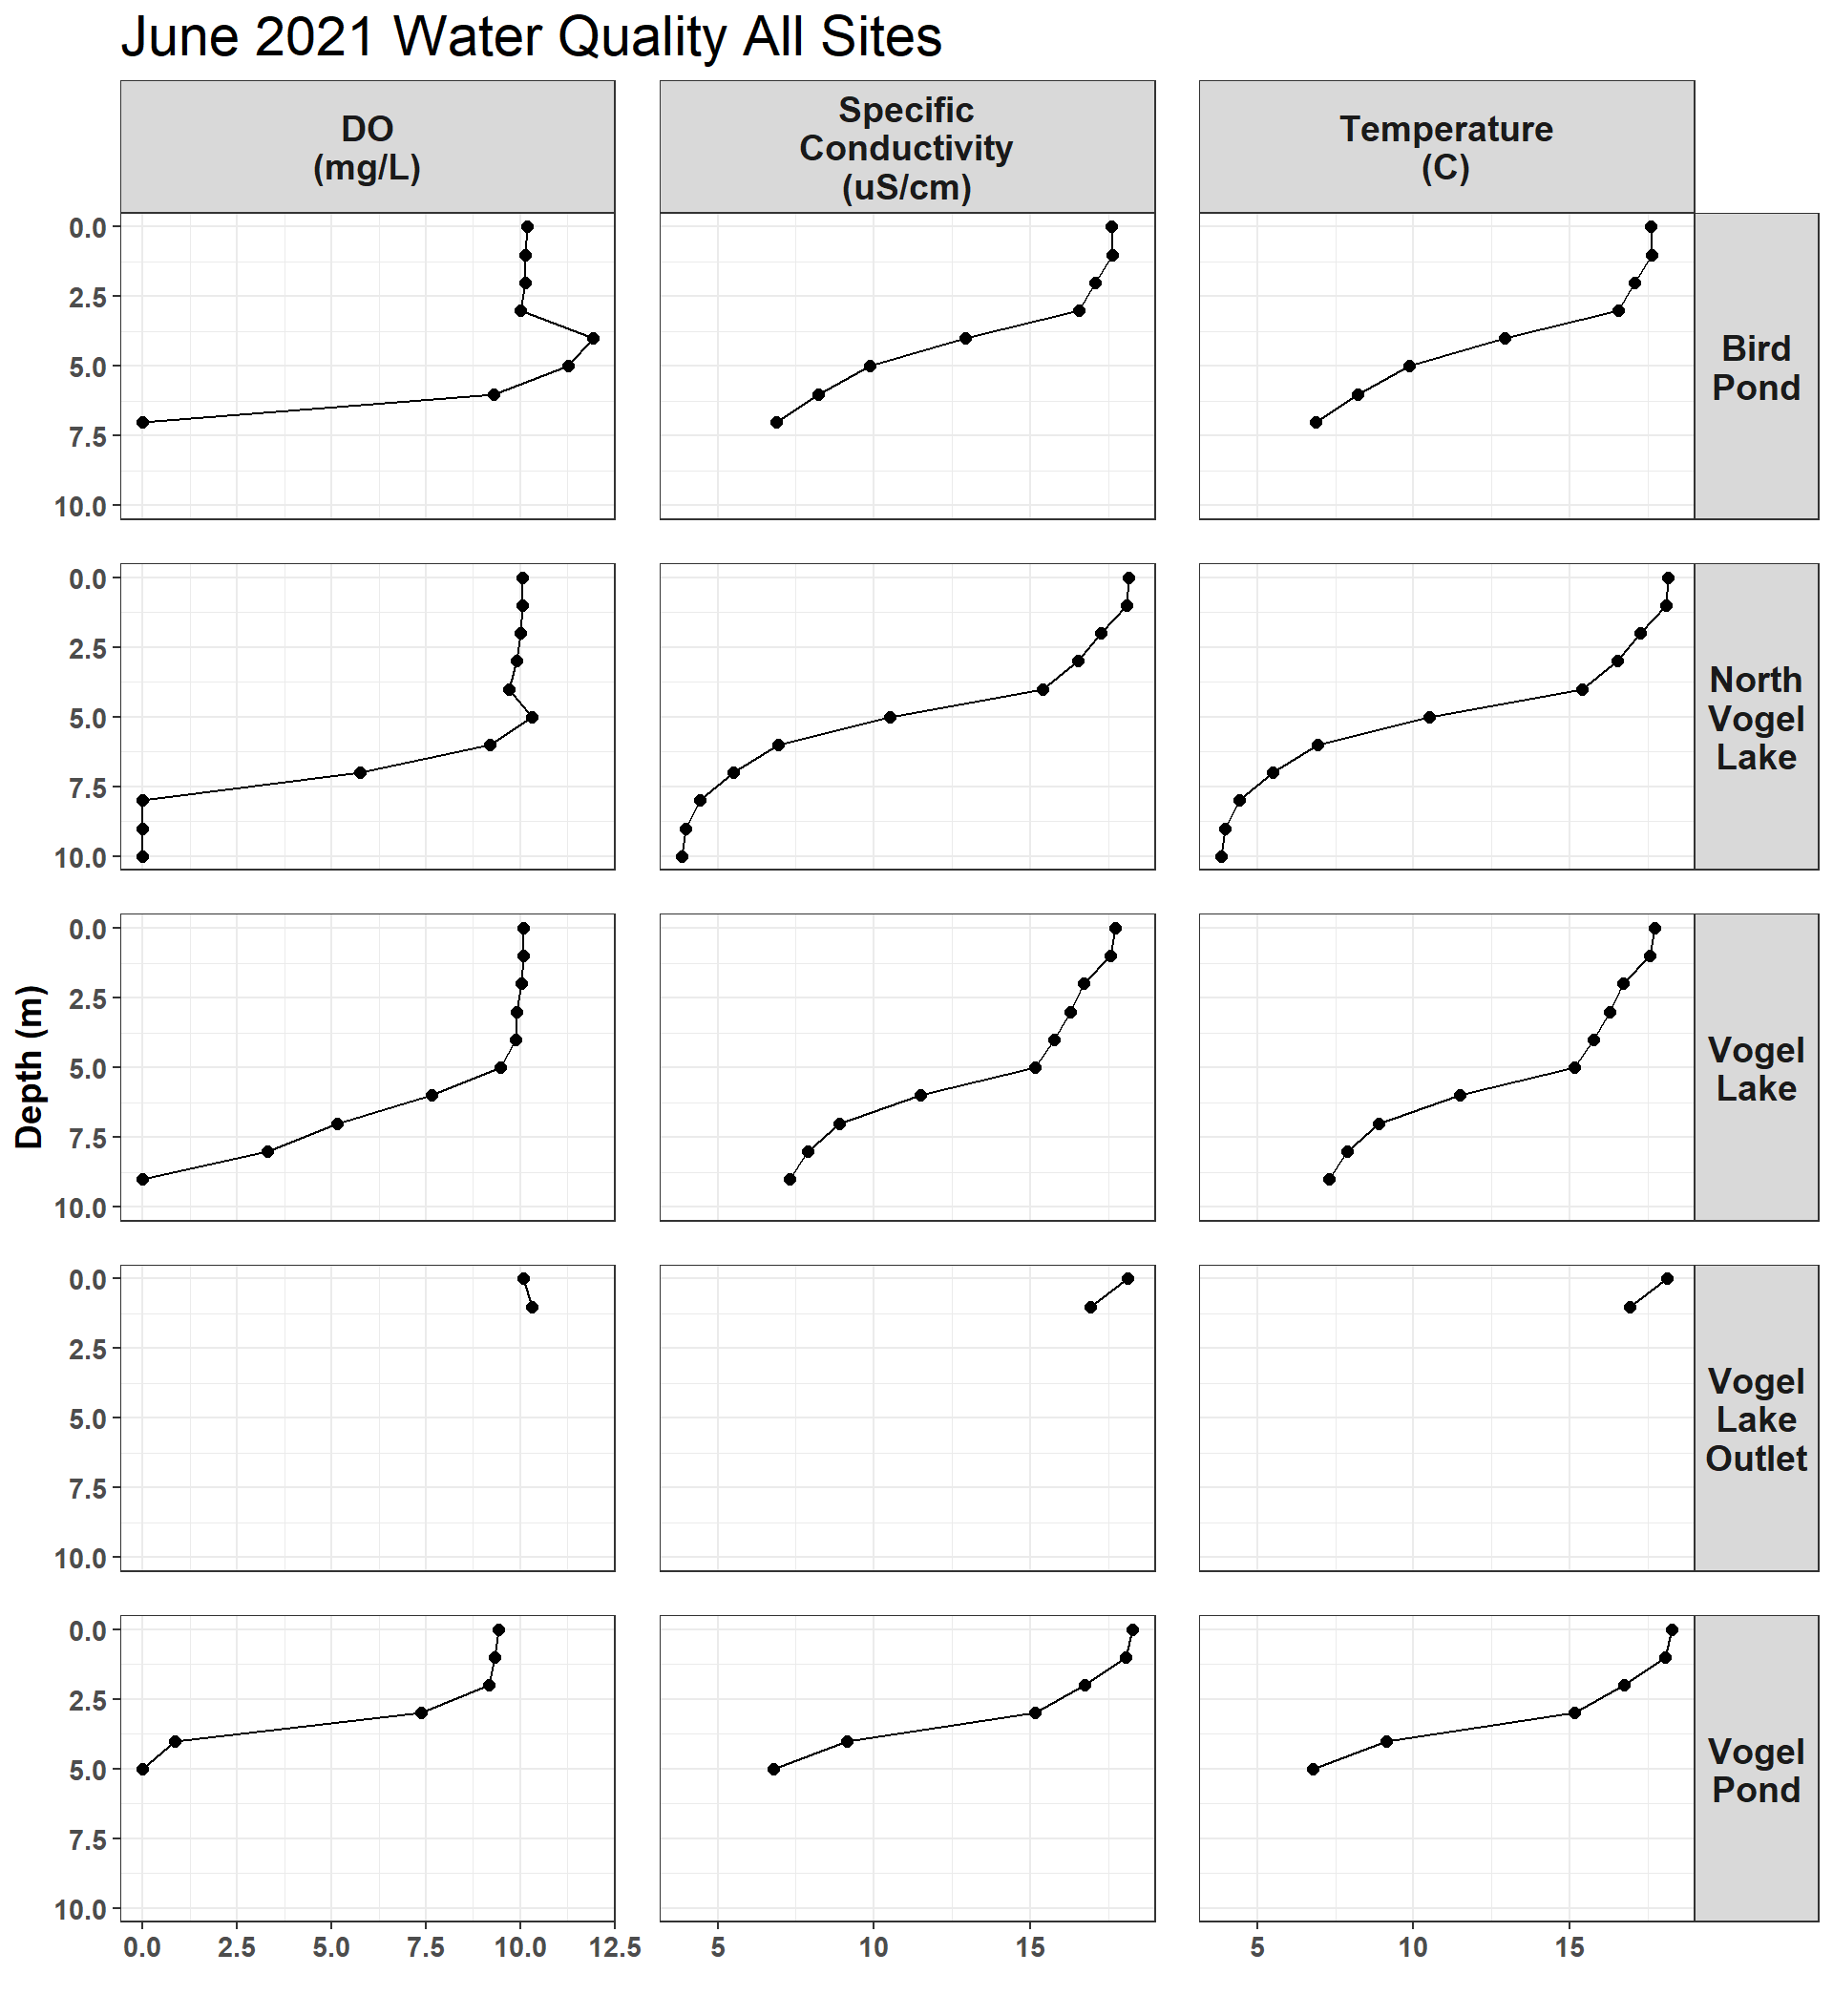 June 2021 Water Quality All Sites
DO
(mg/L)
Specific
Conductivity
(uS/cm)
Temperature
(C)
0.0
2.5
5.0
7.5
10.0
Bird
Pond
0.0
2.5
5.0
7.5
10.0
North
Vogel
Lake
Depth (m)
0.0
2.5
5.0
7.5
10.0
Vogel
Lake
0.0
2.5
5.0
7.5
10.0
Vogel
Lake
Outlet
0.0
2.5
5.0
7.5
10.0
Vogel
Pond
0.0 2.5 5.0 7.5 10.0 12.5 5 10 15 5 10 15